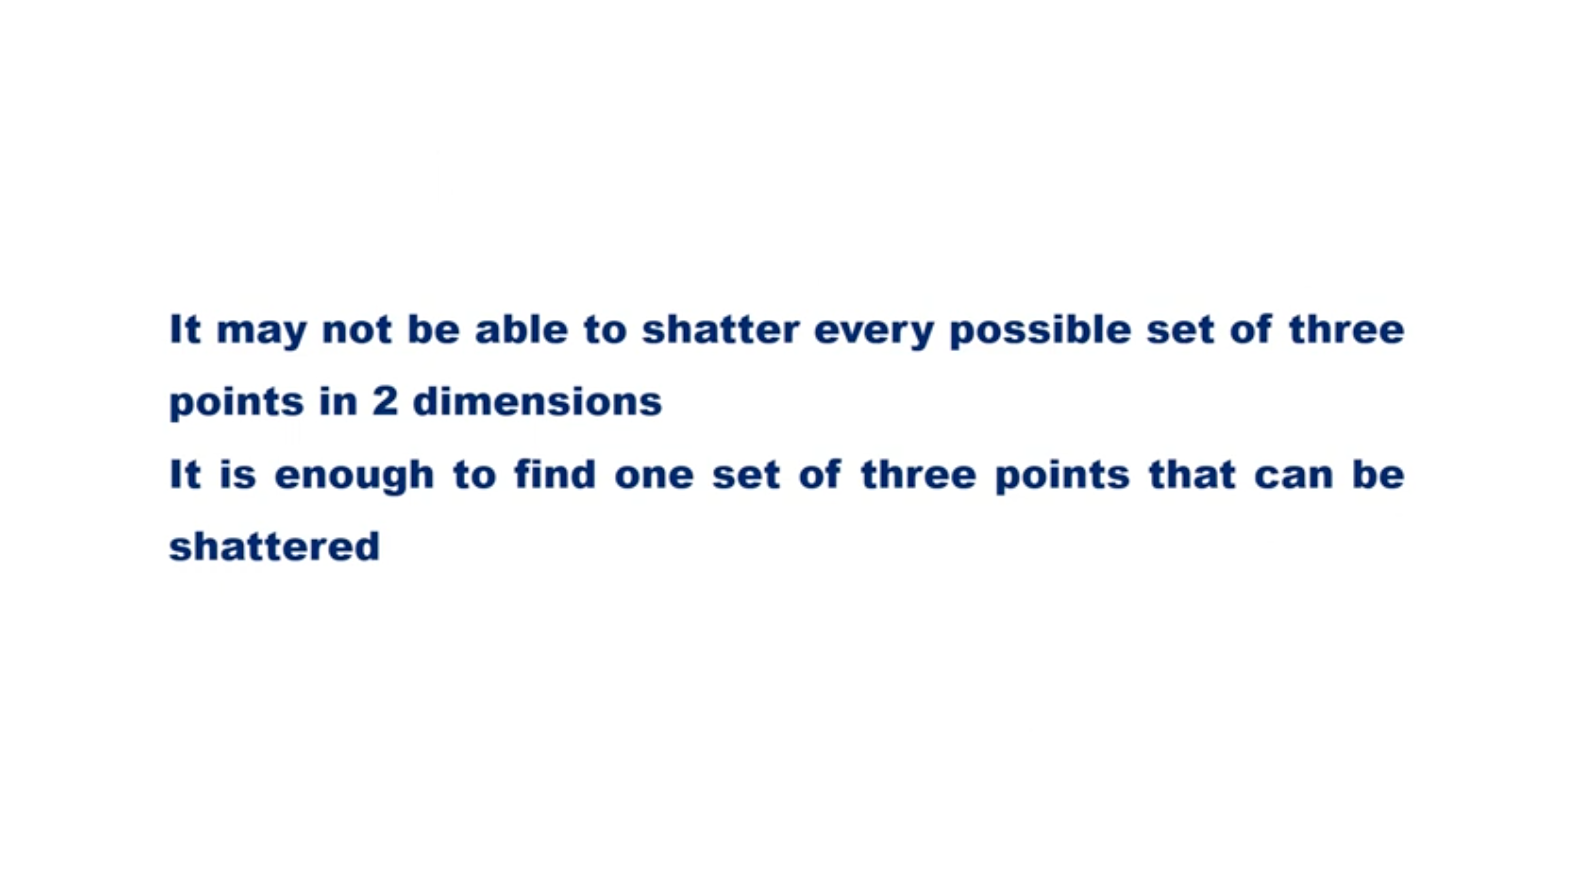 It may not be able to shatter every possible set of three
points in 2 dimensions
It is enough to find one set of three points that can be
shattered